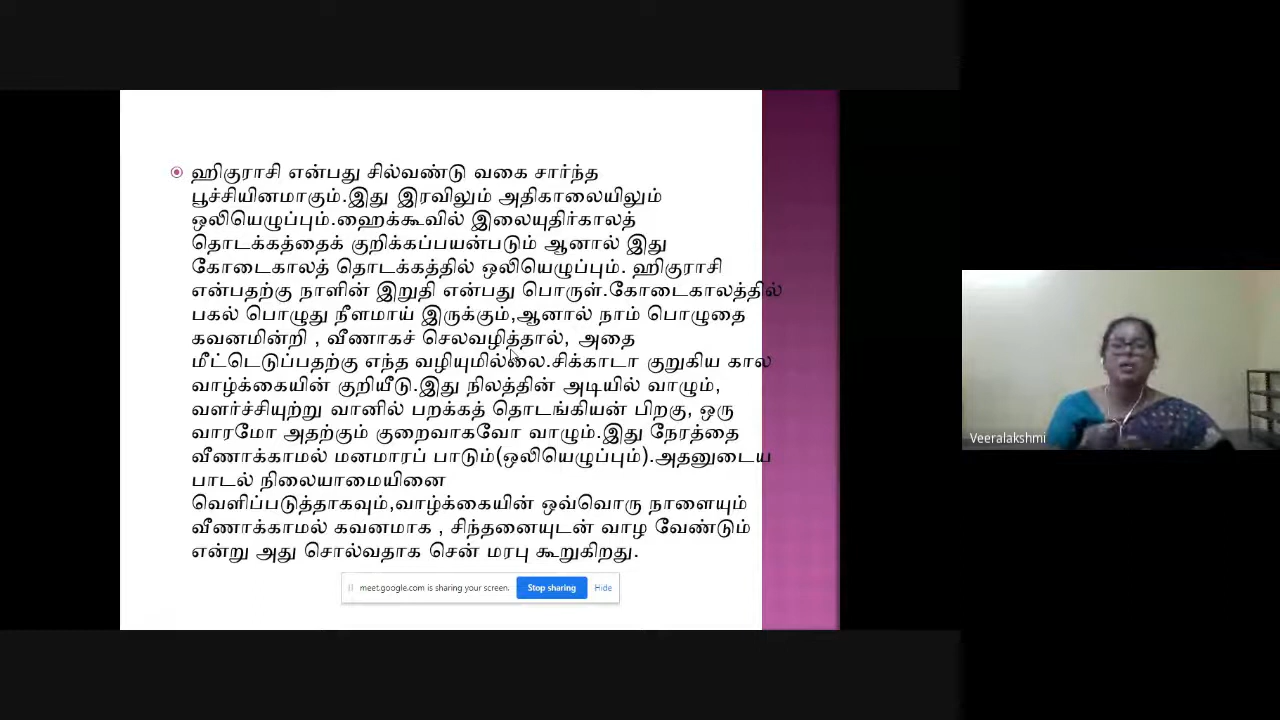 ஹிகுராசி என்பது சில்வண்டு வகை சார்ந்த
பூச்சியினமாகும்.இது இரவிலும் அதிகாலையிலும்
ஒலியெழுப்பும்.ஹைக்கூவில் இலையுதிர்காலத்
தொடக்கத்தைக் குறிக்கப்பயன்படும் ஆனால் இது
கோடைகாலத் தொடக்கத்தில் ஒலியெழுப்பும். ஹிகுராசி
என்பதற்கு நாளின் இறுதி என்பது பொருள்.கோடைகாலத்தில்
பகல் பொழுது நீளமாய் இருக்கும்,ஆனால் நாம் பொழுதை
கவனமின்றி , வீணாகச் செலவழித்தால், அதை
மீட்டெடுப்பதற்கு எந்த வழியுமில்லை.சிக்காடா குறுகிய கால
வாழ்க்கையின் குறியீடு.இது நிலத்தின் அடியில் வாழும்,
வளர்ச்சியுற்று வானில் பறக்கத் தொடங்கியன் பிறகு, ஒரு
வாரமோ அதற்கும் குறைவாகவோ வாழும்.இது நேரத்தை
வீணாக்காமல் மனமாரப் பாடும்(ஒலியெழுப்பும்).அதனுடைய
பாடல் நிலையாமையினை
வெளிப்படுத்தாகவும்,வாழ்க்கையின் ஒவ்வொரு நாளையும்
வீணாக்காமல் கவனமாக , சிந்தனையுடன் வாழ வேண்டும்
என்று அது சொல்வதாக சென் மரபு கூறுகிறது.
meet.google.com is sharing your screen. Stop sharing Hide
Veeralakshmi